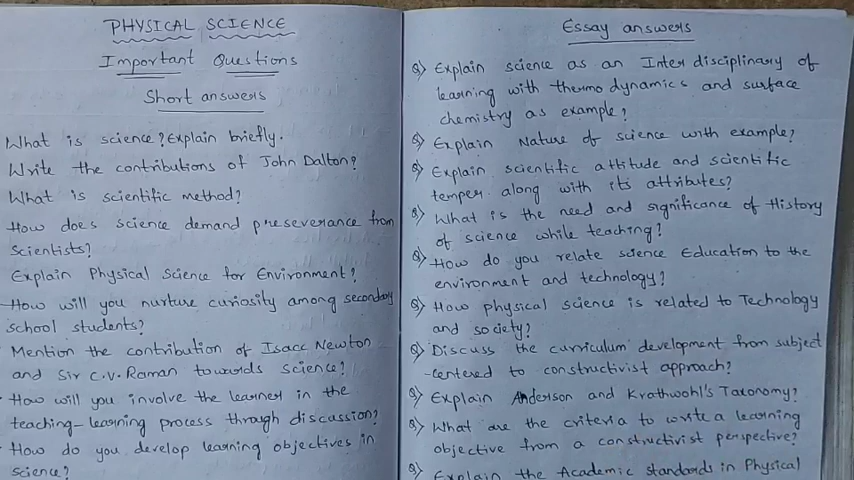 PHYSICAL SCIENCE
Important Questions
Short answers
What is science? Explain briefly.
Write the contributions of John Dalton?
What is scientific method?
How does science demand preseverance from
scientists?
Explain Physical Science for Environment?
How will you nurture curiosity among secondary
school students?
Mention the contribution of Isacc Newton
and Sir C.V. Raman towards science?
How will you involve the learner in the
teaching-learning process through discussion?
How do you develop learning objectives in
science?
Essay answers
Q) Explain science as an Inter disciplinary of
learning with thermo dynamics and surface
chemistry as example?
Q) Explain Nature of science with example?
Q) Explain scientific attitude and scientific
temper along with its attributes?
Q) What is the need and significance of History
of science while teaching?
Q) How do you relate science Education to the
environment and technology?
Q) How physical science is related to Technology
and society?
Q) Discuss the curriculum development from subject
-centered to constructivist approach?
Q) Explain Anderson and Krathwohl's Taxonomy?
Q) What are the criteria to write a learning
objective from a constructivist perspective?
Q) Explain the Academic standards in Physical